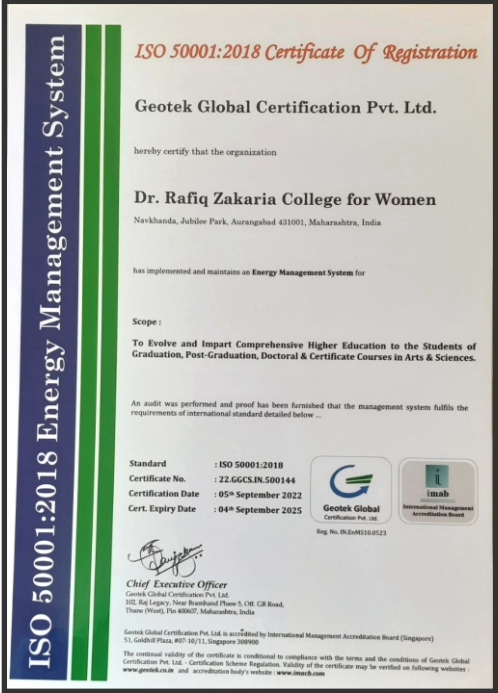 ISO 50001:2018 Energy Management System
ISO 50001:2018 Certificate Of Registration
Geotek Global Certification Pvt. Ltd.
hereby certify that the organization
Dr. Rafiq Zakaria College for Women
Navkhanda, Jubilee Park, Aurangabad 431001, Maharashtra, India
has implemented and maintains an Energy Management System for
Scope :
To Evolve and Impart Comprehensive Higher Education to the Students of
Graduation, Post-Graduation, Doctoral & Certificate Courses in Arts & Sciences.
An audit was performed and proof has been furnished that the management system fulfils the
requirements of international standard detailed below ...
Standard : ISO 50001:2018
Certificate No. : 22.GGCS.IN.500144
Certification Date : 05th September 2022
Cert. Expiry Date : 04th September 2025
Geotek Global
Certification Pvt. Ltd.
imab
International Management
Accreditation Board
Reg. No. IN.EnMS10.0523
Chief Executive Officer
Geotek Global Certification Pvt. Ltd.
102, Raj Legacy, Near Bramhand Phase 5, Off. GB Road,
Thane (West), Pin 400607, Maharashtra, India
Geotek Global Certification Pvt. Ltd. is accredited by International Management Accreditation Board (Singapore)
51, Goldhill Plaza, #07-10/11, Singapore 308900
The continual validity of the certificate is conditional to compliance with the terms and the conditions of Geotek Global
Certification Pvt. Ltd. - Certification Scheme Regulation. Validity of the certificate may be verified on following websites :
www.geotek.co.in and accreditation body's website : www.imacb.com